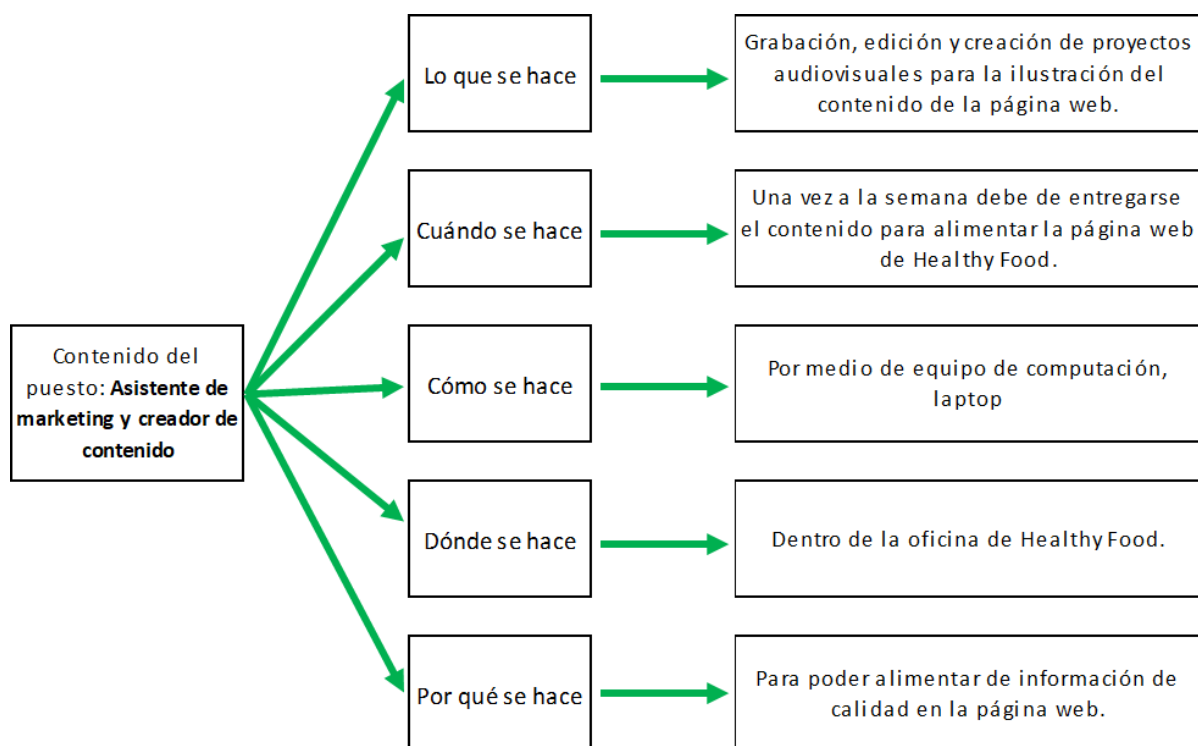 Contenido del
puesto: Asistente de
marketing y creador de
contenido
Lo que se hace
Grabación, edición y creación de proyectos
audiovisuales para la ilustración del
contenido de la página web.
Cuándo se hace
Una vez a la semana debe de entregarse
el contenido para alimentar la página web
de Healthy Food.
Cómo se hace
Por medio de equipo de computación,
laptop
Dónde se hace
Dentro de la oficina de Healthy Food.
Por qué se hace
Para poder alimentar de información de
calidad en la página web.